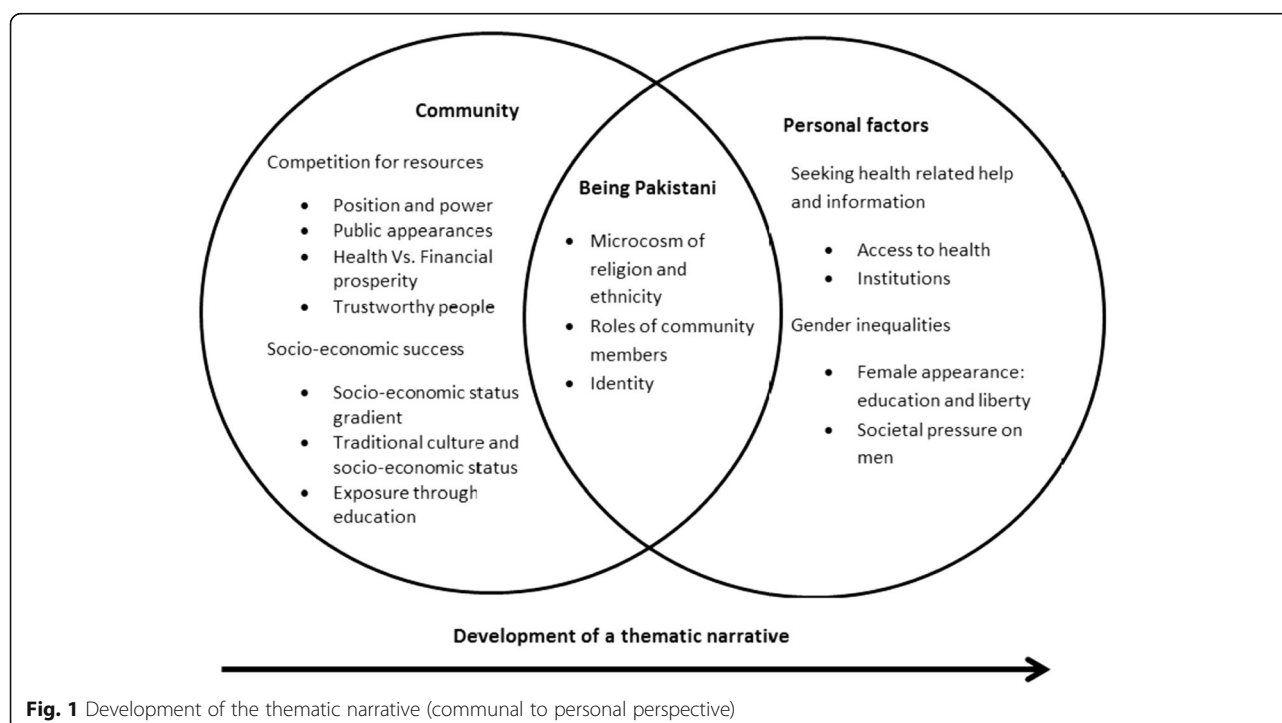 Community
Competition for resources
• Position and power
• Public appearances
• Health Vs. Financial
prosperity
• Trustworthy people
Socio-economic success
• Socio-economic status
gradient
• Traditional culture and
socio-economic status
• Exposure through
education
Being Pakistani
• Microcosm of
religion and
ethnicity
• Roles of community
members
• Identity
Personal factors
Seeking health related help
and information
• Access to health
• Institutions
Gender inequalities
• Female appearance:
education and liberty
• Societal pressure on
men
Development of a thematic narrative
Fig. 1 Development of the thematic narrative (communal to personal perspective)